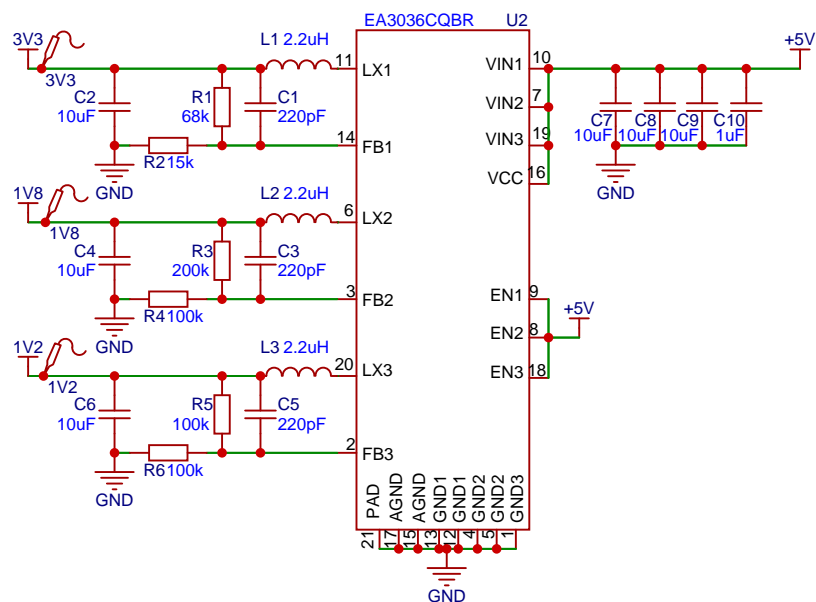 EA3036CQBR U2
3V3
3V3
L1 2.2uH
11 LX1
C2
10uF
R1
68k
C1
220pF
14
FB1
R215k
GND
1V8
1V8
L2 2.2uH
6 LX2
C4
10uF
R3
200k
C3
220pF
3
FB2
R4100k
GND
1V2
1V2
L3 2.2uH
20 LX3
C6
10uF
R5
100k
C5
220pF
2
FB3
R6100k
GND
VIN1 10
VIN2 7
VIN3 19
VCC 16
+5V
C7
10uF
C8
10uF
C9
10uF
C10
1uF
GND
EN1 9
EN2 8
EN3 18
+5V
PAD
AGND
AGND
GND1
GND1
GND2
GND2
GND3
21
17
15
13
12
4
5
1
GND